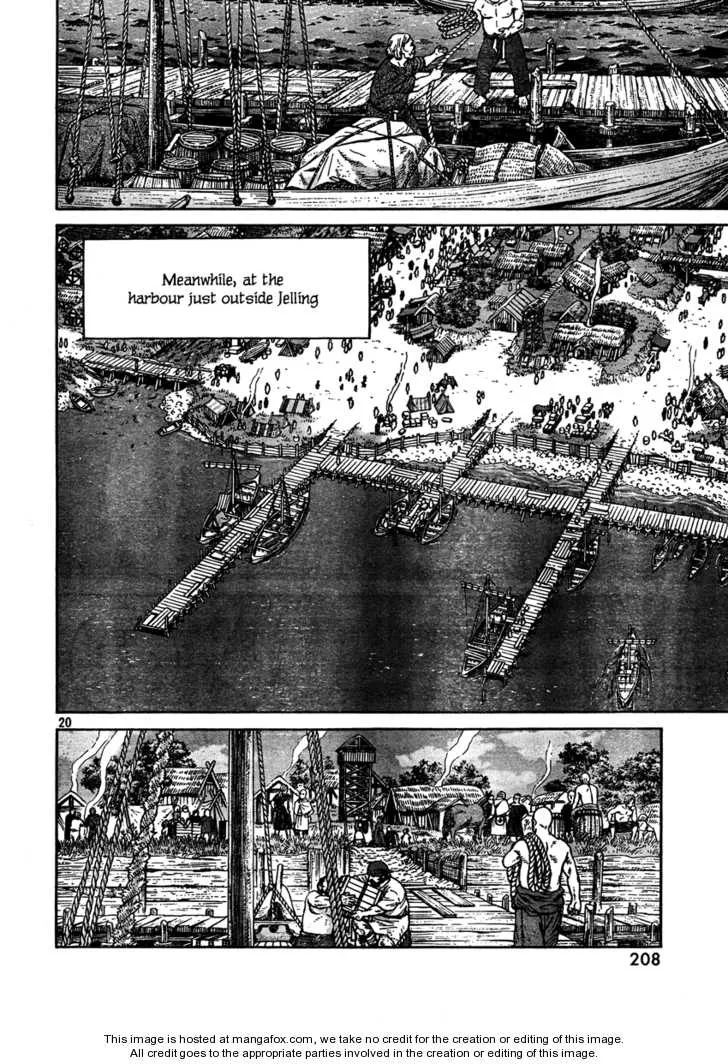 Meanwhile, at the
harbour just outside Jelling
20
208
This image is hosted at mangafox.com, we take no credit for the creation or editing of this image.
All credit goes to the appropriate parties involved in the creation or editing of this image.